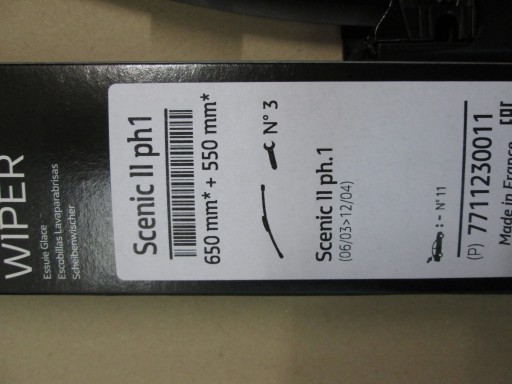 WIPER
Essuie Glace
Escobillas Lavaparabrisas
Scheibenwischer
Scenic II ph1
650 mm* + 550 mm*
N° 3
Scenic II ph.1
(06/03>12/04)
: - N°11
(P) 7711230011
Made in France